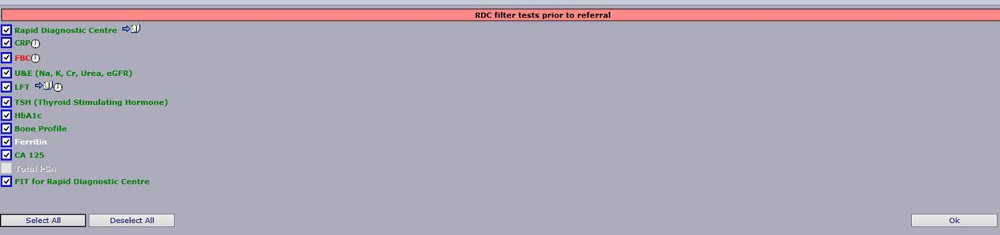 RDC filter tests prior to referral
Rapid Diagnostic Centre
CRP
FBC
U&E (Na, K, Cr, Urea, eGFR)
LFT
TSH (Thyroid Stimulating Hormone)
HbA1c
Bone Profile
Ferritin
CA 125
Total PSA
FIT for Rapid Diagnostic Centre
Select All Deselect All Ok